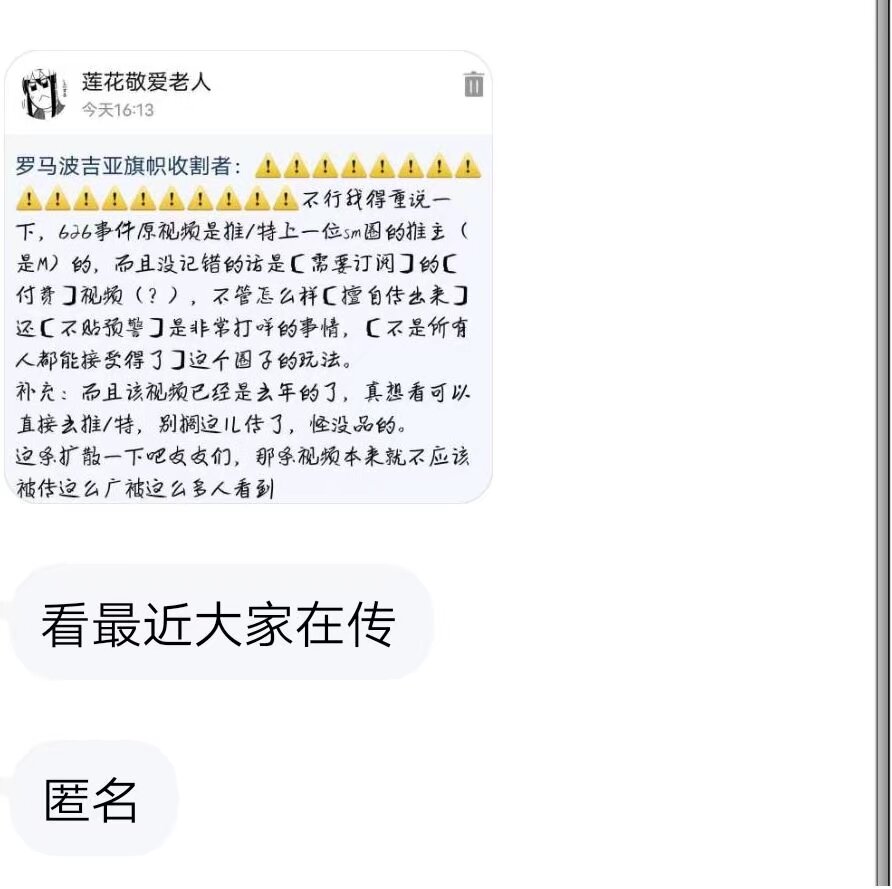 莲花敬爱老人
今天16:13
罗马波吉亚旗帜收割者：⚠️⚠️⚠️⚠️⚠️⚠️⚠️⚠️
⚠️⚠️⚠️⚠️⚠️⚠️⚠️⚠️⚠️⚠️不行我得重说一
下，626事件原视频是推/特上一位sm圈的推主（
是M）的，而且没记错的话是【需要订阅】的【
付费】视频（？），不管怎么样【擅自传出来】
还【不贴预警】是非常打咩的事情，【不是所有
人都能接受得了】这个圈子的玩法。
补充：而且该视频已经是去年的了，真想看可以
直接去推/特，别搁这儿传了，怪没品的。
这条扩散一下吧友友们，那条视频本来就不应该
被传这么广被这么多人看到
看最近大家在传
匿名